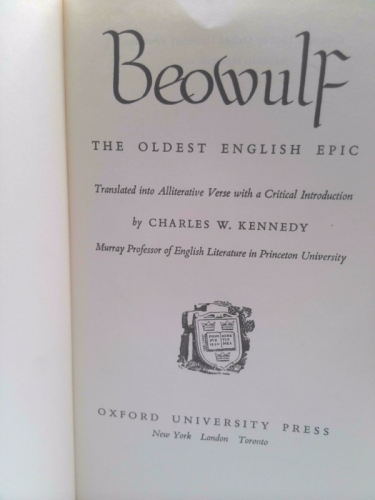 Beowulf
THE OLDEST ENGLISH EPIC
Translated into Alliterative Verse with a Critical Introduction
by CHARLES W. KENNEDY
Murray Professor of English Literature in Princeton University
OXFORD UNIVERSITY PRESS
New York London Toronto